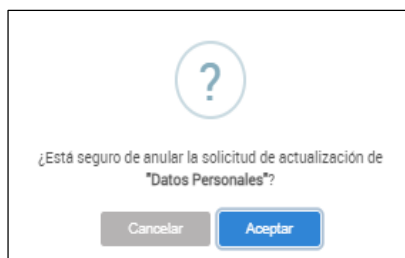 ?
¿Está seguro de anular la solicitud de actualización de
"Datos Personales"?
Cancelar Aceptar